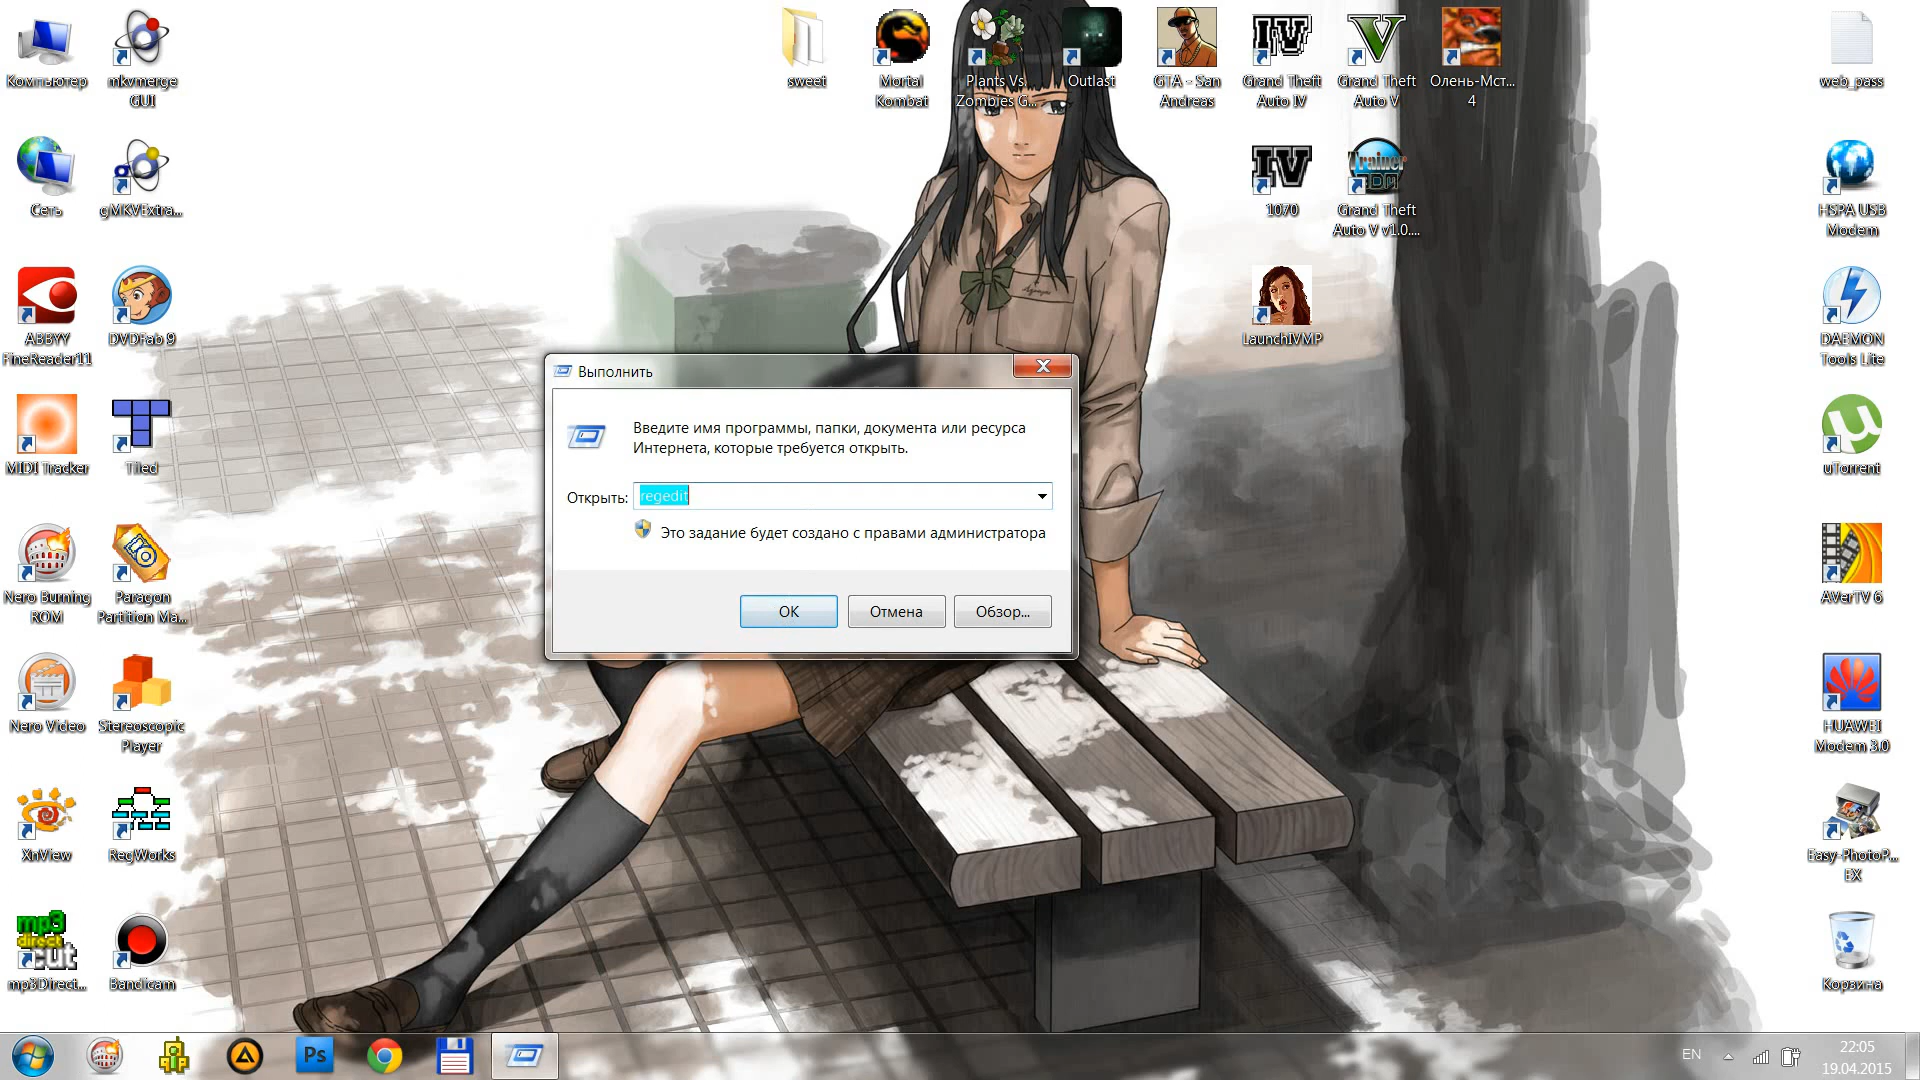 Компьютер
mkvmerge
GUI
sweet
Mortal
Kombat
Plants Vs.
Zombies G...
Outlast
GTA - San
Andreas
Grand Theft
Auto IV
Grand Theft
Auto V
Олень-Мст...
4
web_pass
Сеть
gMKVExtra...
1070
Grand Theft
Auto V v1.0....
HSPA USB
Modem
ABBYY
FineReader11
DVDFab 9
LaunchIVMP
DAEMON
Tools Lite
Выполнить
Введите имя программы, папки, документа или ресурса
Интернета, которые требуется открыть.
Открыть: regedit
Это задание будет создано с правами администратора
ОК
Отмена
Обзор...
MIDI Tracker
Tiled
uTorrent
Nero Burning
ROM
Paragon
Partition Ma...
AVerTV 6
Nero Video
Stereoscopic
Player
HUAWEI
Modem 3.0
XnView
RegWorks
Easy-PhotoP...
EX
mp3
direct
cut
mp3Direct...
Bandicam
Корзина
Ps
EN
22:05
19.04.2015